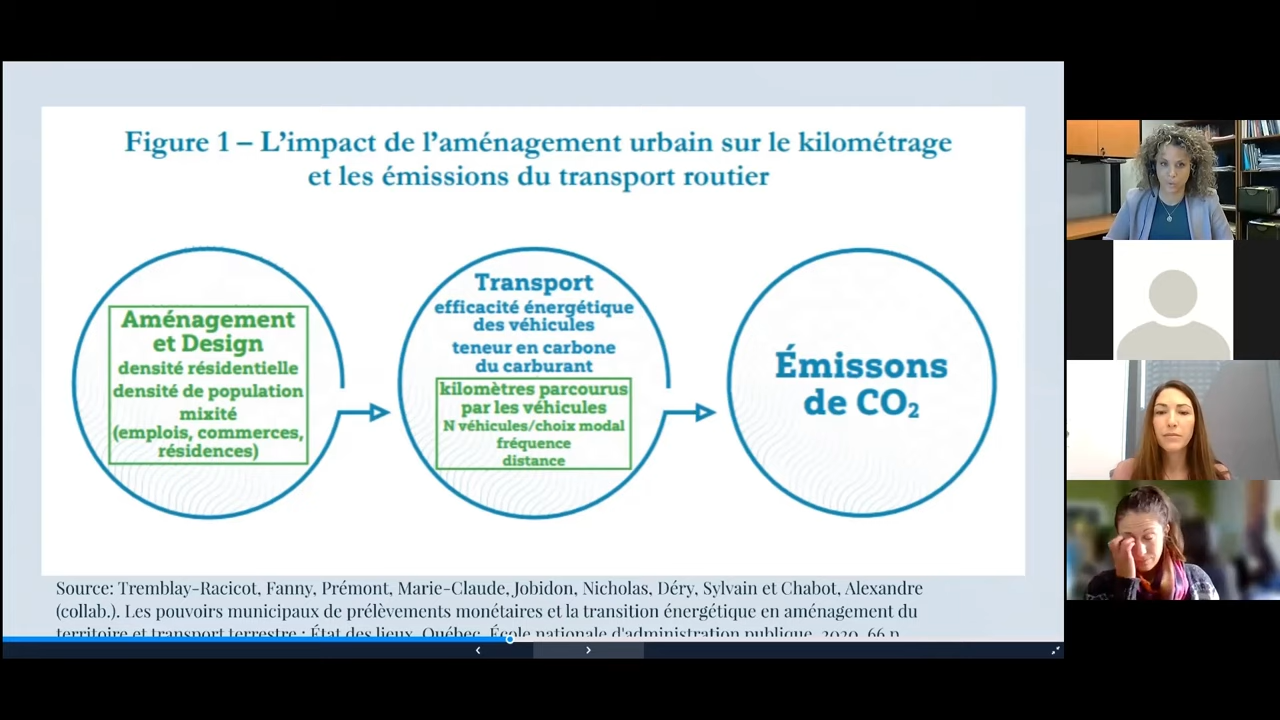 Figure 1 – L’impact de l’aménagement urbain sur le kilométrage
et les émissions du transport routier
Aménagement
et Design
densité résidentielle
densité de population
mixité
(emplois, commerces,
résidences)
Transport
efficacité énergétique
des véhicules
teneur en carbone
du carburant
kilomètres parcourus
par les véhicules
N véhicules/choix modal
fréquence
distance
Émissons
de CO₂
Source: Tremblay-Racicot, Fanny, Prémont, Marie-Claude, Jobidon, Nicholas, Déry, Sylvain et Chabot, Alexandre
(collab.). Les pouvoirs municipaux de prélèvements monétaires et la transition énergétique en aménagement du
territoire et transport terrestre : État des lieux, Québec, École nationale d'administration publique, 2020, 66 p.